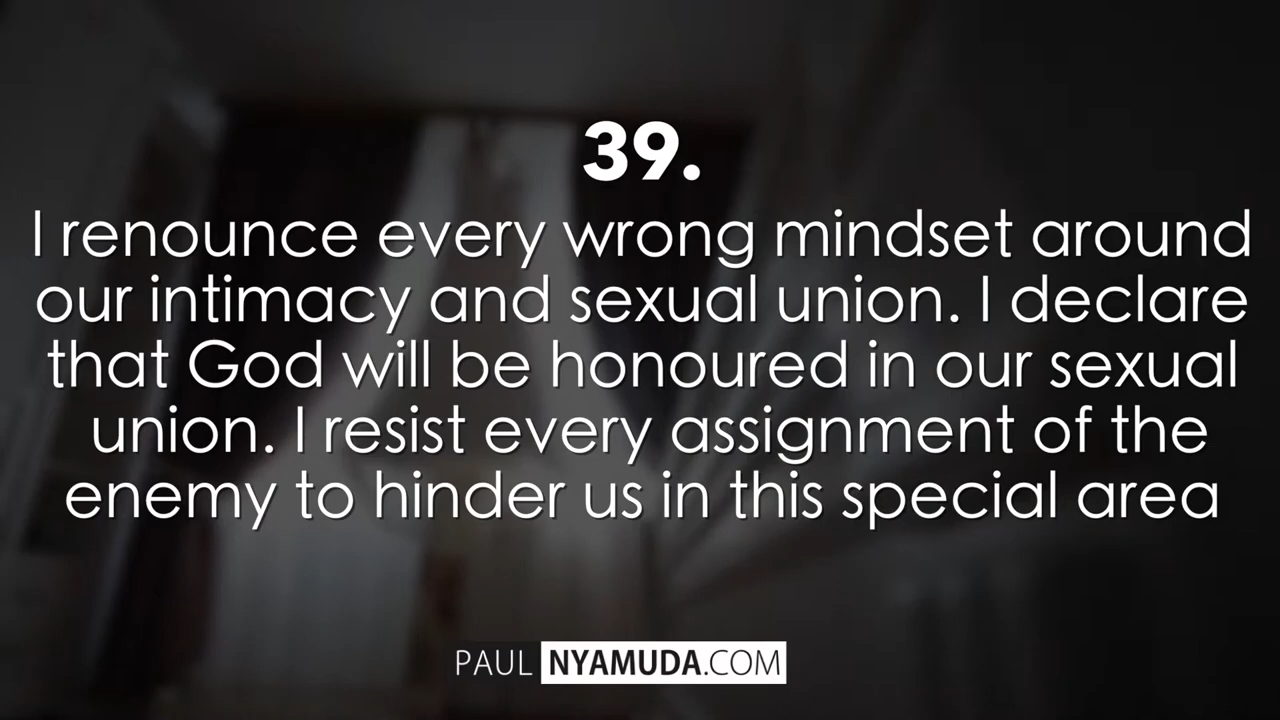 39.
I renounce every wrong mindset around
our intimacy and sexual union. I declare
that God will be honoured in our sexual
union. I resist every assignment of the
enemy to hinder us in this special area
PAUL NYAMUDA.COM